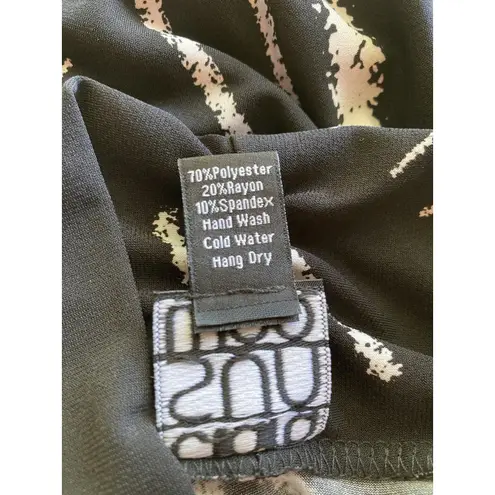 70%Polyester
20%Rayon
10%Spandex
Hand Wash
Cold Water
Hang Dry